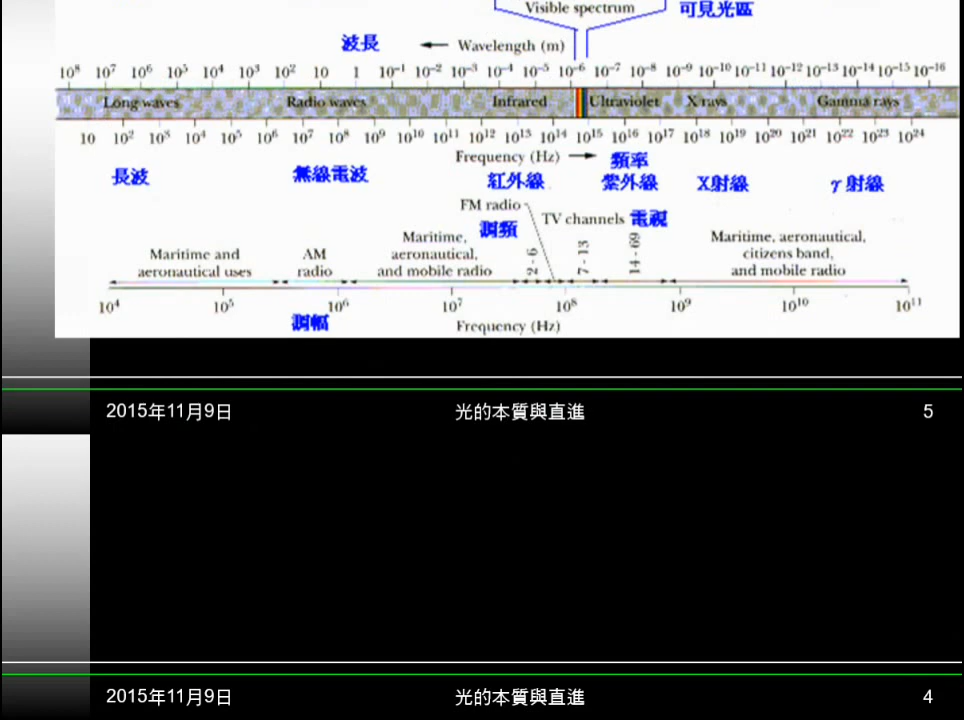 Visible spectrum 可見光區
波長 Wavelength (m)
10⁸ 10⁷ 10⁶ 10⁵ 10⁴ 10³ 10² 10 1 10⁻¹ 10⁻² 10⁻³ 10⁻⁴ 10⁻⁵ 10⁻⁶ 10⁻⁷ 10⁻⁸ 10⁻⁹ 10⁻¹⁰ 10⁻¹¹ 10⁻¹² 10⁻¹³ 10⁻¹⁴ 10⁻¹⁵ 10⁻¹⁶
Long waves Radio waves Infrared Ultraviolet X rays Gamma rays
10 10² 10³ 10⁴ 10⁵ 10⁶ 10⁷ 10⁸ 10⁹ 10¹⁰ 10¹¹ 10¹² 10¹³ 10¹⁴ 10¹⁵ 10¹⁶ 10¹⁷ 10¹⁸ 10¹⁹ 10²⁰ 10²¹ 10²² 10²³ 10²⁴
Frequency (Hz) 頻率
長波 無線電波 紅外線 紫外線 X射線 γ射線
FM radio
調頻
TV channels 電視
Maritime and
aeronautical uses
AM
radio
Maritime,
aeronautical,
and mobile radio
2 - 6
7 - 13
14 - 69
Maritime, aeronautical,
citizens band,
and mobile radio
10⁴ 10⁵ 10⁶ 10⁷ 10⁸ 10⁹ 10¹⁰ 10¹¹
調幅
Frequency (Hz)
2015年11月9日 光的本質與直進 5
2015年11月9日 光的本質與直進 4